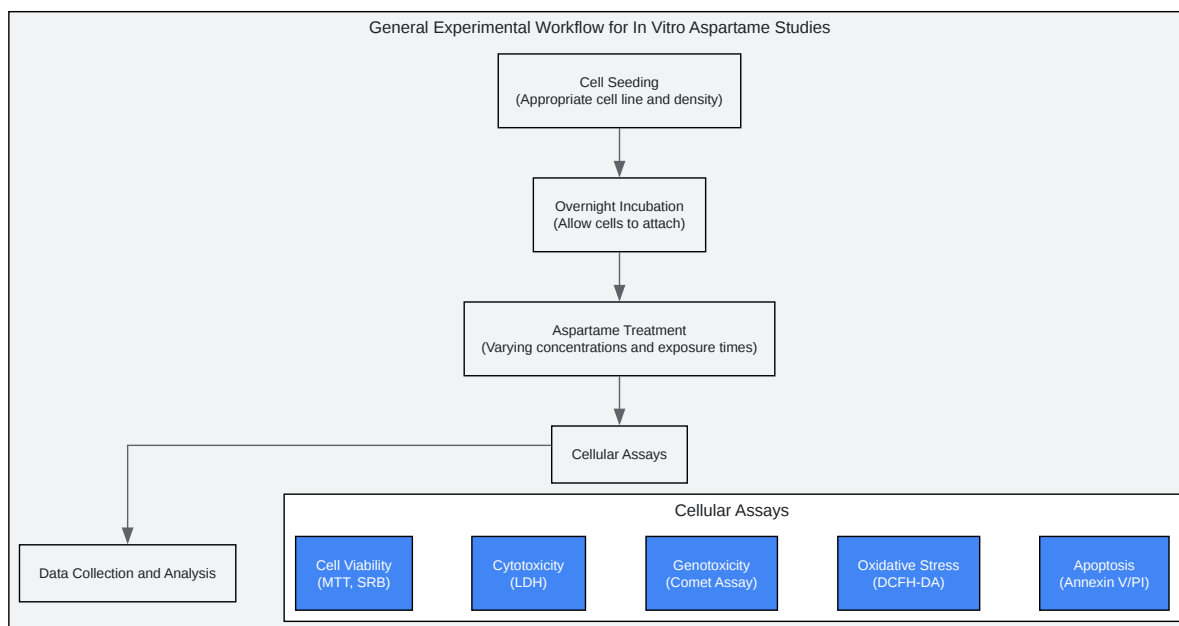 General Experimental Workflow for In Vitro Aspartame Studies
Cell Seeding
(Appropriate cell line and density)
Overnight Incubation
(Allow cells to attach)
Aspartame Treatment
(Varying concentrations and exposure times)
Cellular Assays
Data Collection and Analysis
Cellular Assays
Cell Viability
(MTT, SRB)
Cytotoxicity
(LDH)
Genotoxicity
(Comet Assay)
Oxidative Stress
(DCFH-DA)
Apoptosis
(Annexin V/PI)